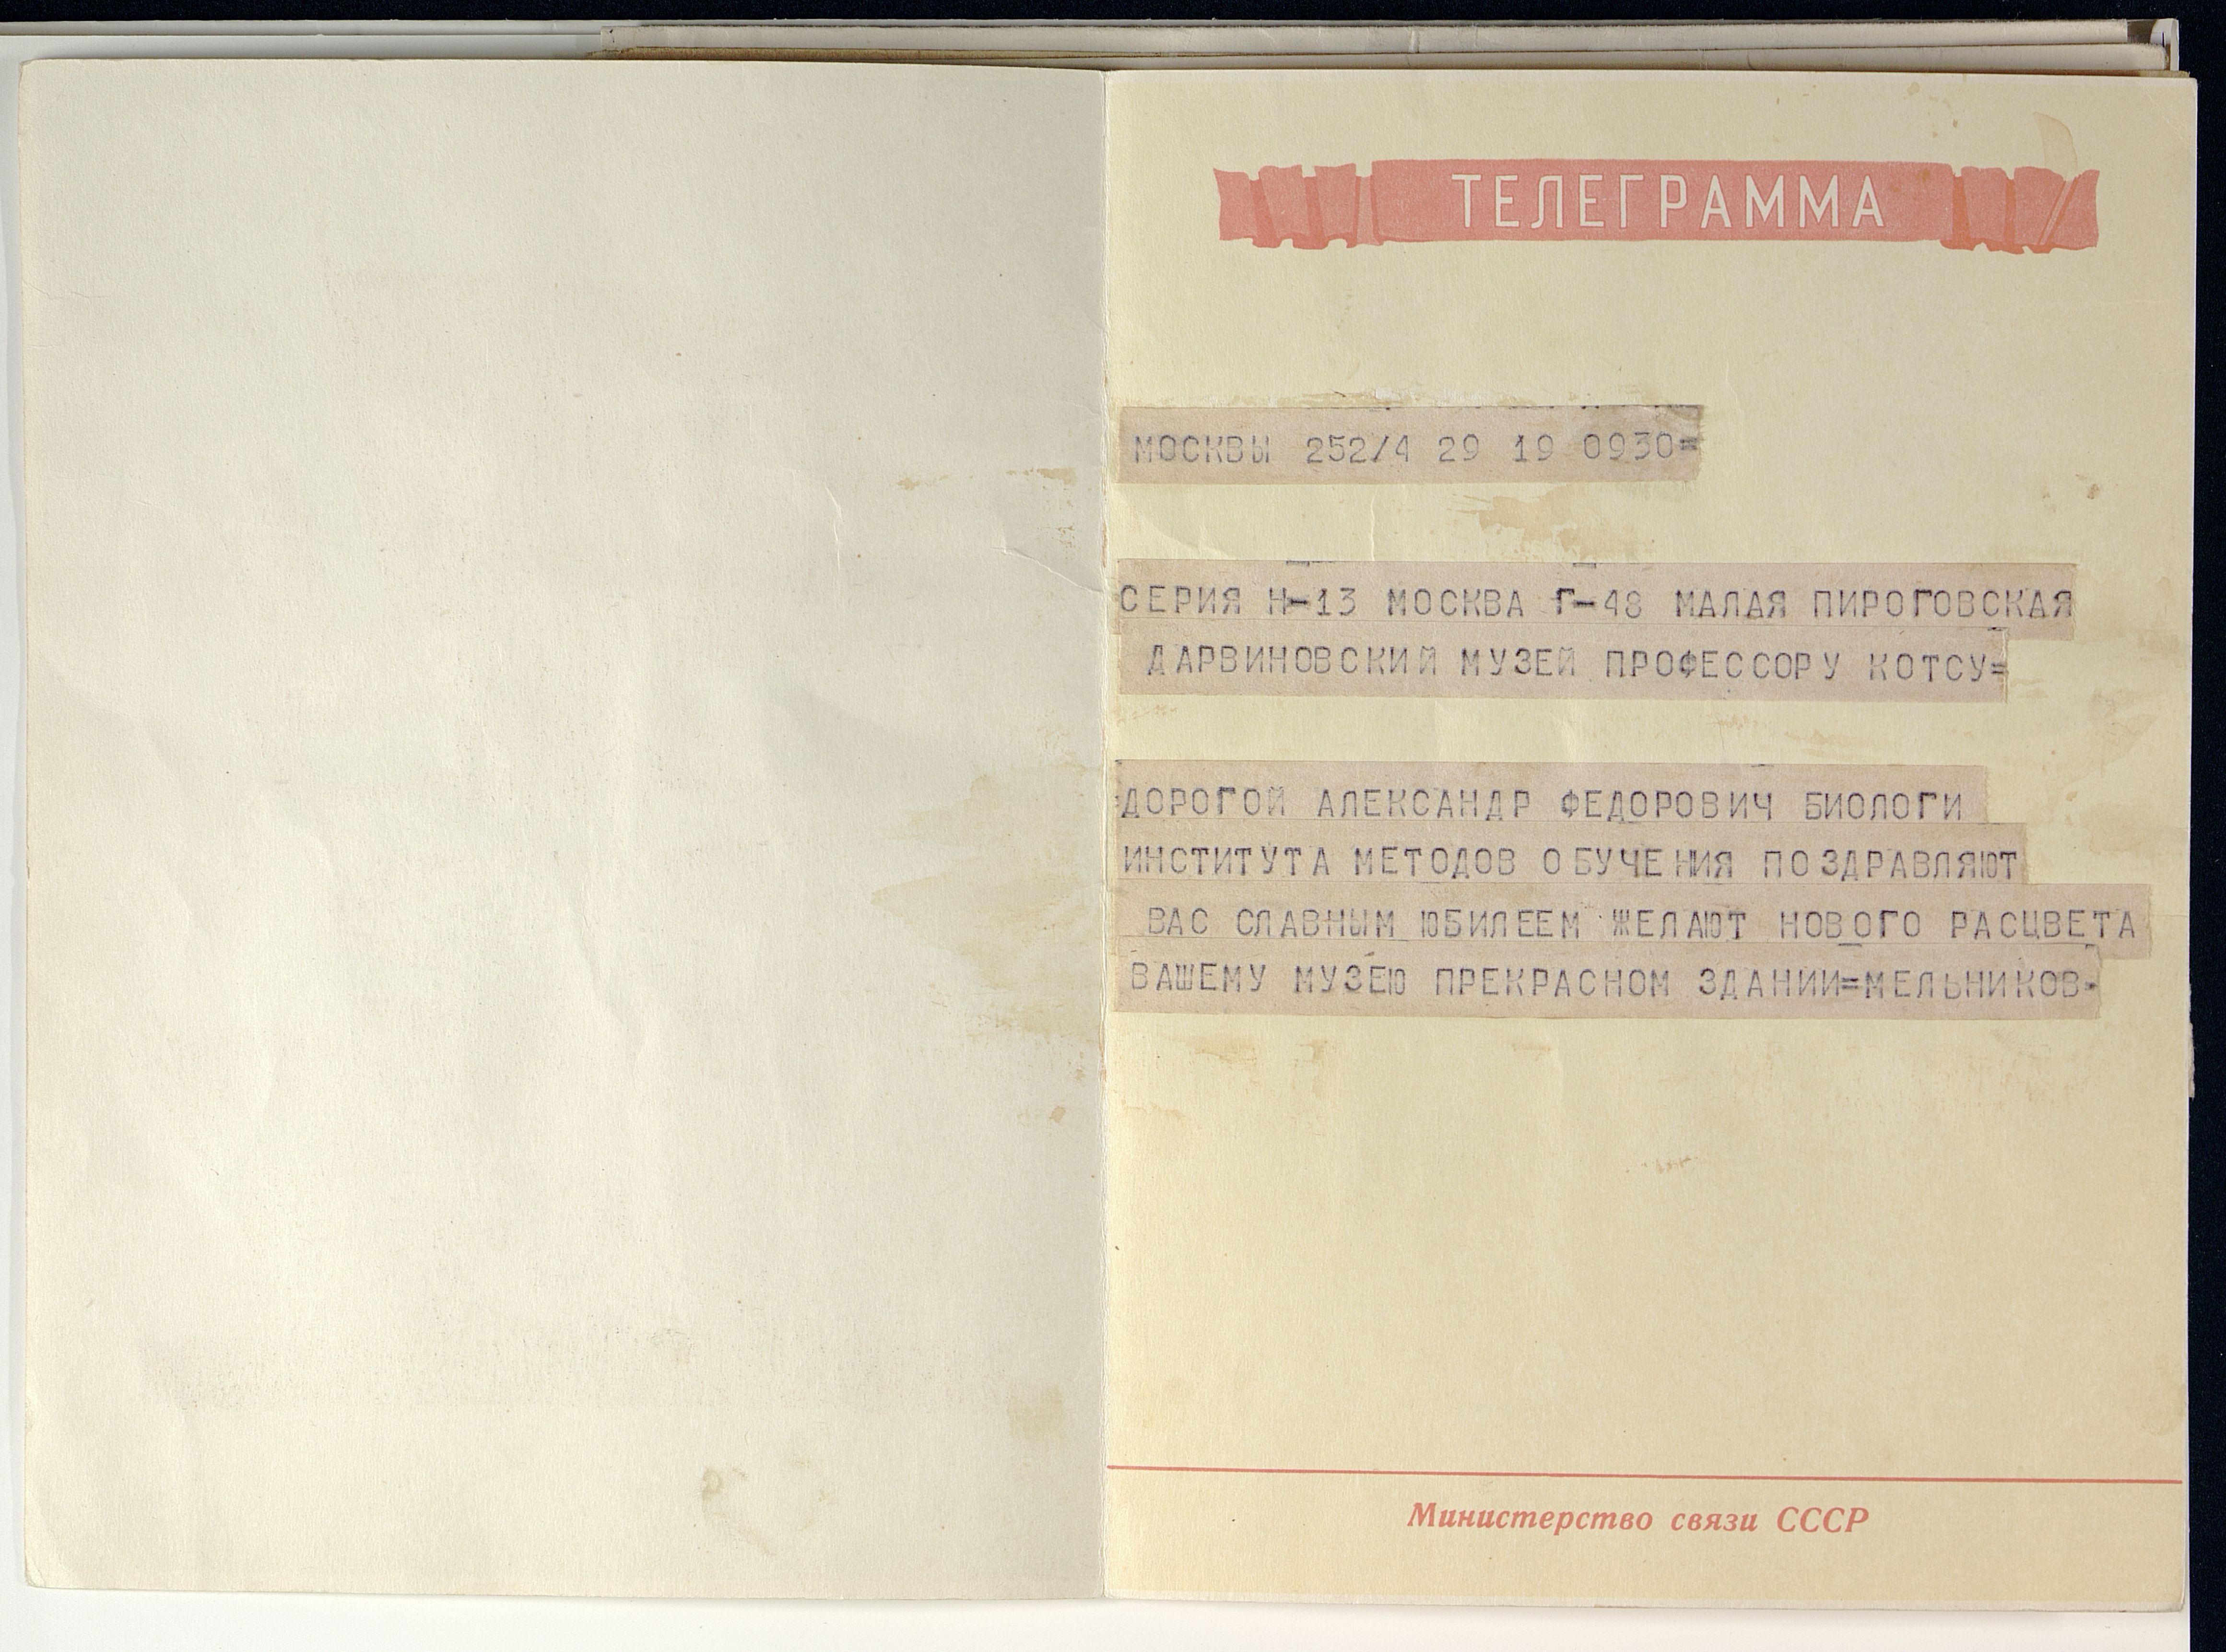 ТЕЛЕГРАММА
МОСКВЫ 252/4 29 19 0930=
СЕРИЯ Н-13 МОСКВА Г-48 МАЛАЯ ПИРОГОВСКАЯ
ДАРВИНОВСКИЙ МУЗЕЙ ПРОФЕССОРУ КОТСУ=
ДОРОГОЙ АЛЕКСАНДР ФЕДОРОВИЧ БИОЛОГИ
ИНСТИТУТА МЕТОДОВ ОБУЧЕНИЯ ПОЗДРАВЛЯЮТ
ВАС СЛАВНЫМ ЮБИЛЕЕМ ЖЕЛАЮТ НОВОГО РАСЦВЕТА
ВАШЕМУ МУЗЕЮ ПРЕКРАСНОМ ЗДАНИИ=МЕЛЬНИКОВ=
Министерство связи СССР